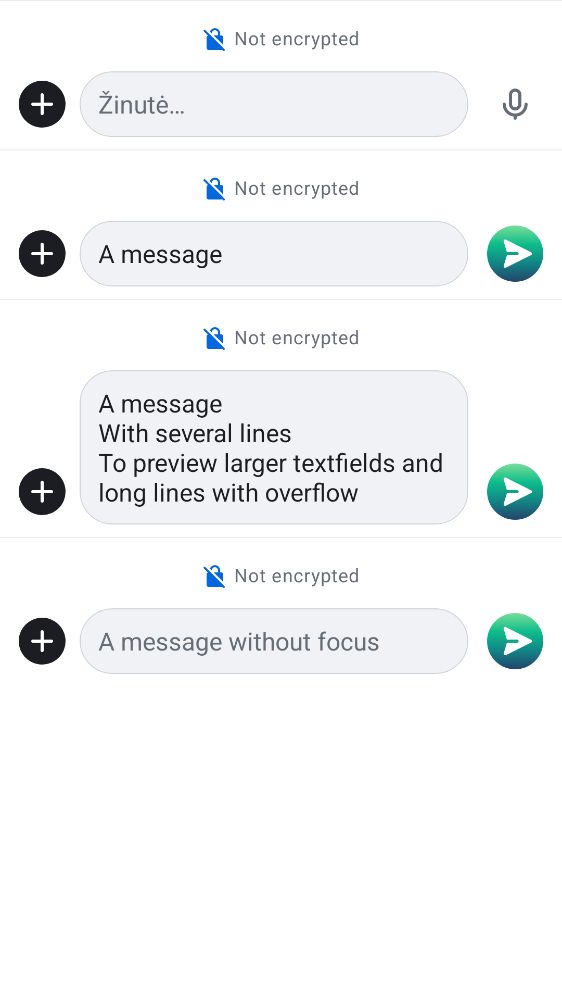 Not encrypted
Žinutė…
Not encrypted
A message
Not encrypted
A message
With several lines
To preview larger textfields and
long lines with overflow
Not encrypted
A message without focus